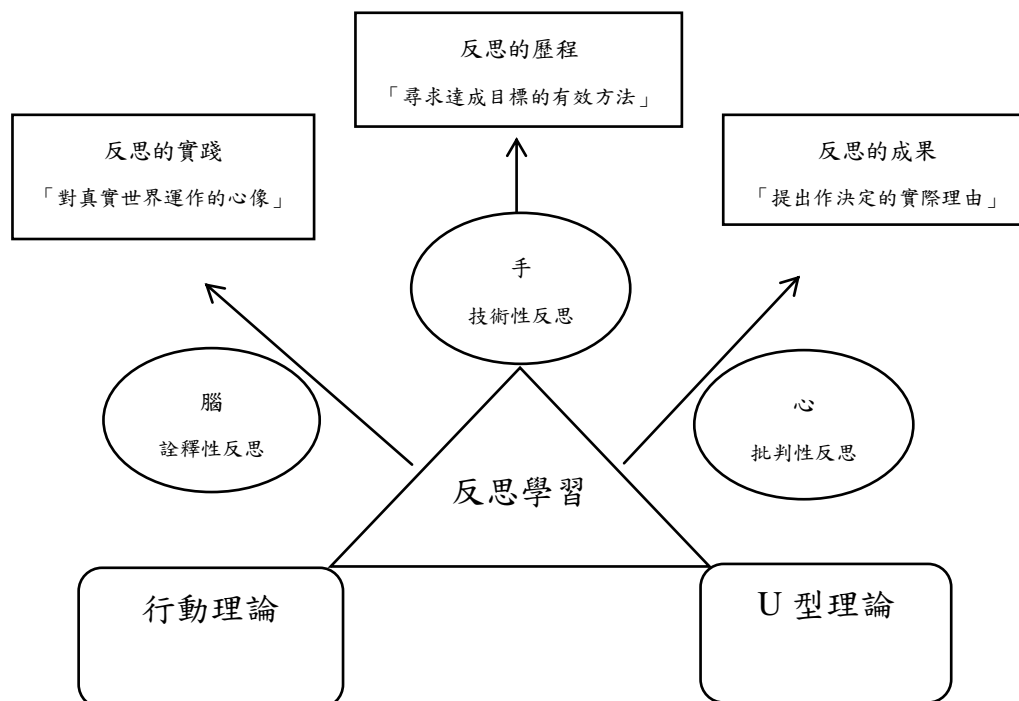 反思的歷程
「尋求達成目標的有效方法」
反思的實踐
「對真實世界運作的心像」
反思的成果
「提出作決定的實際理由」
手
技術性反思
腦
詮釋性反思
心
批判性反思
反思學習
行動理論
U 型理論